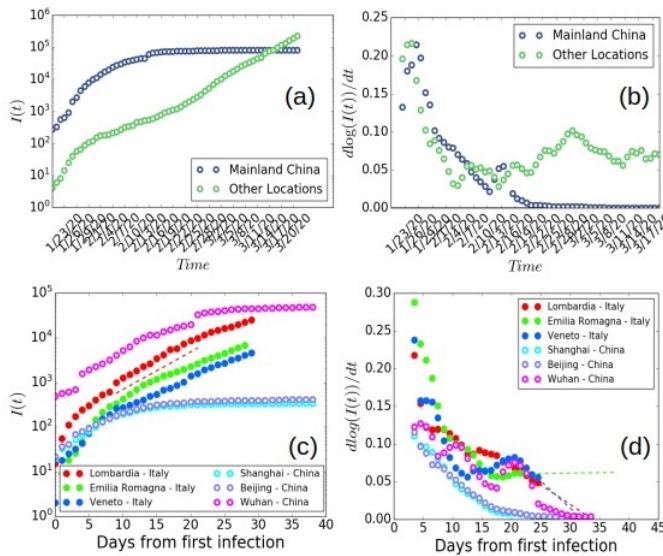 10^6
10^5
10^4
10^3
10^2
10^1
10^0
I(t)
(a)
Mainland China
Other Locations
1/23/20
Time
0.25
0.20
0.15
0.10
0.05
0.00
dlog(I(t))/dt
Mainland China
Other Locations
(b)
1/23/20
Time
10^5
10^4
10^3
10^2
10^1
10^0
I(t)
(c)
Lombardia - Italy
Emilia Romagna - Italy
Veneto - Italy
Shanghai - China
Beijing - China
Wuhan - China
0 5 10 15 20 25 30 35 40
Days from first infection
0.30
0.25
0.20
0.15
0.10
0.05
0.00
dlog(I(t))/dt
Lombardia - Italy
Emilia Romagna - Italy
Veneto - Italy
Shanghai - China
Beijing - China
Wuhan - China
(d)
0 5 10 15 20 25 30 35 40
Days from first infection